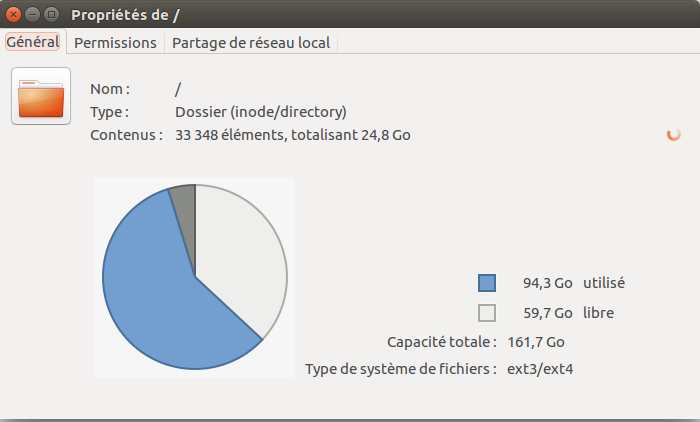 Propriétés de /
Général Permissions Partage de réseau local
Nom : /
Type : Dossier (inode/directory)
Contenus : 33 348 éléments, totalisant 24,8 Go
94,3 Go utilisé
59,7 Go libre
Capacité totale : 161,7 Go
Type de système de fichiers : ext3/ext4